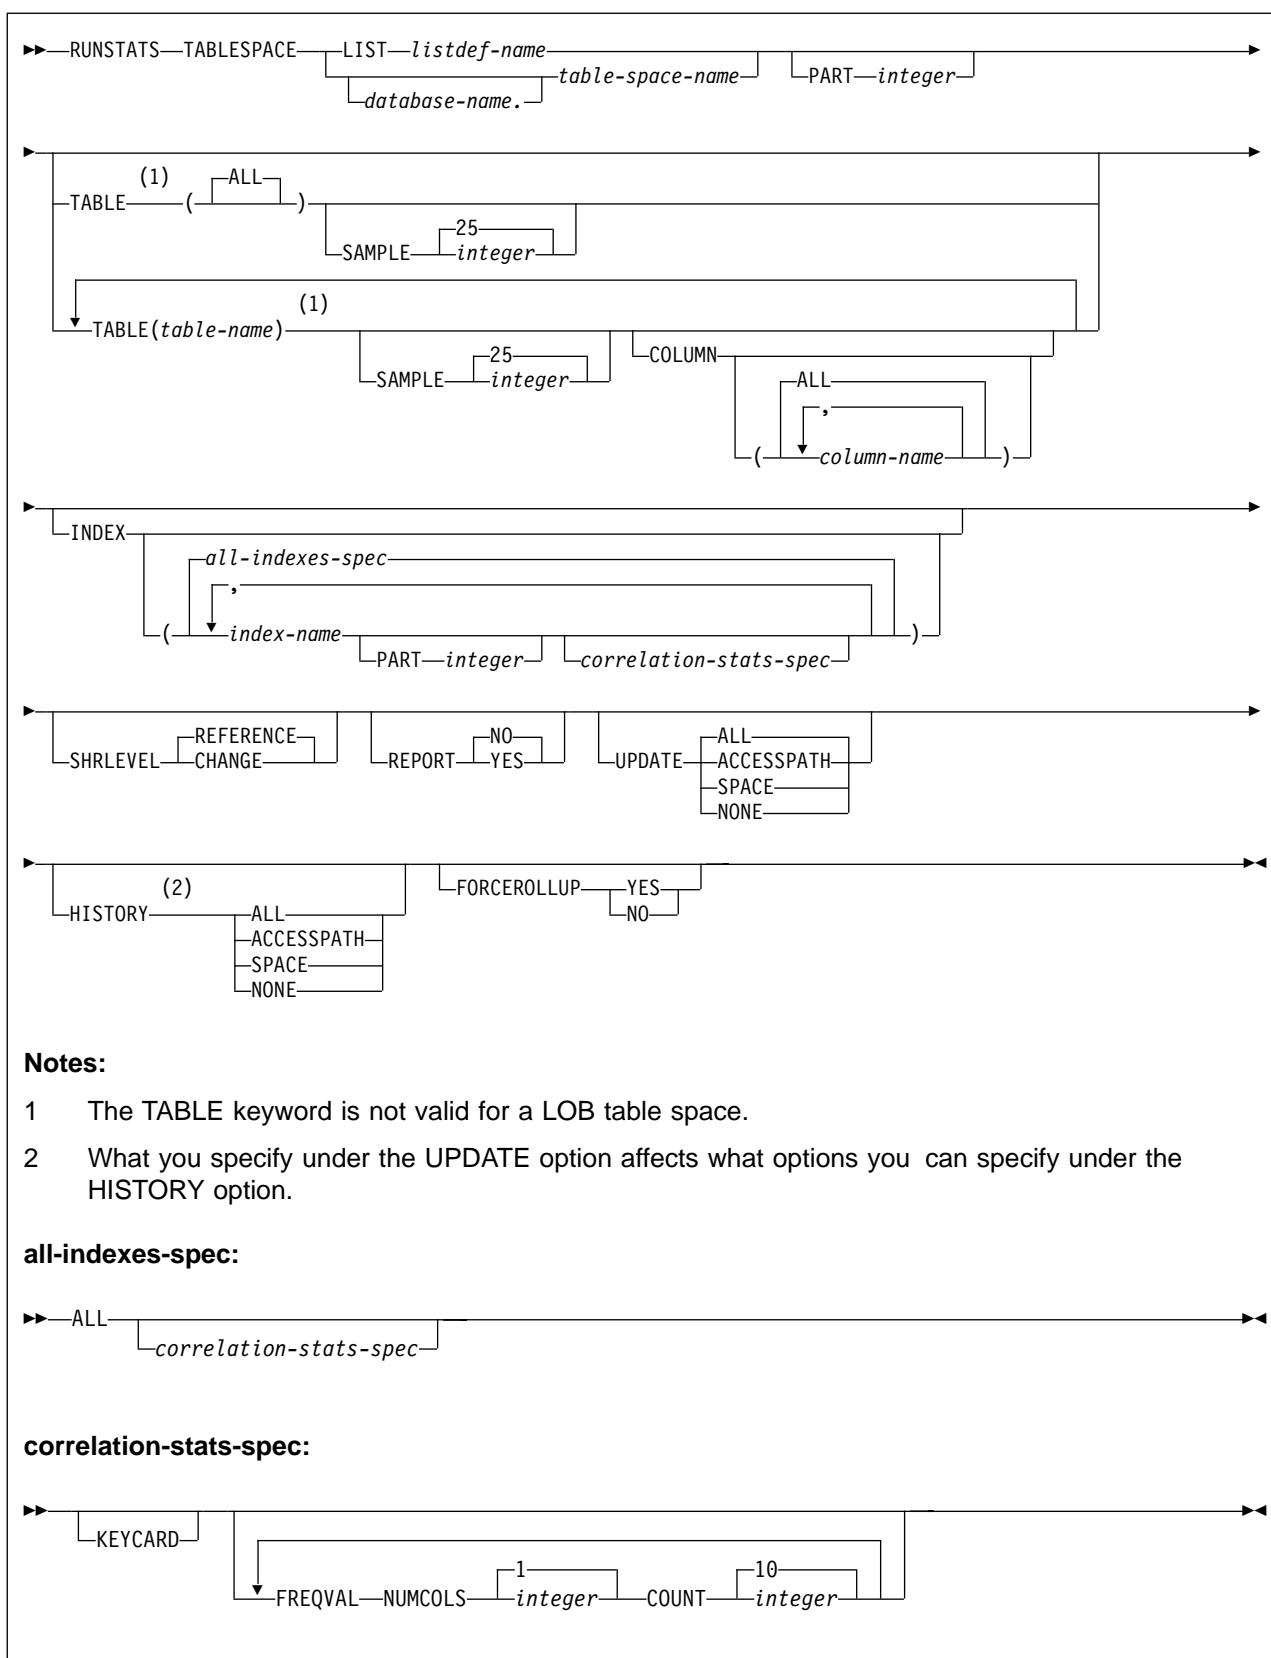 RUNSTATS TABLESPACE LIST listdef-name
table-space-name PART integer
database-name.
(1) ALL
TABLE ( )
25
SAMPLE integer
(1)
TABLE(table-name) COLUMN
25
SAMPLE integer ALL
,
( column-name )
INDEX
all-indexes-spec
,
( index-name )
PART integer correlation-stats-spec
REFERENCE NO ALL
SHRLEVEL CHANGE REPORT YES UPDATE ACCESSPATH
SPACE
NONE
(2) FORCEROLLUP YES
HISTORY ALL NO
ACCESSPATH
SPACE
NONE
Notes:
1 The TABLE keyword is not valid for a LOB table space.
2 What you specify under the UPDATE option affects what options you can specify under the
HISTORY option.
all-indexes-spec:
ALL
correlation-stats-spec
correlation-stats-spec:
KEYCARD
1 10
FREQVAL NUMCOLS integer COUNT integer